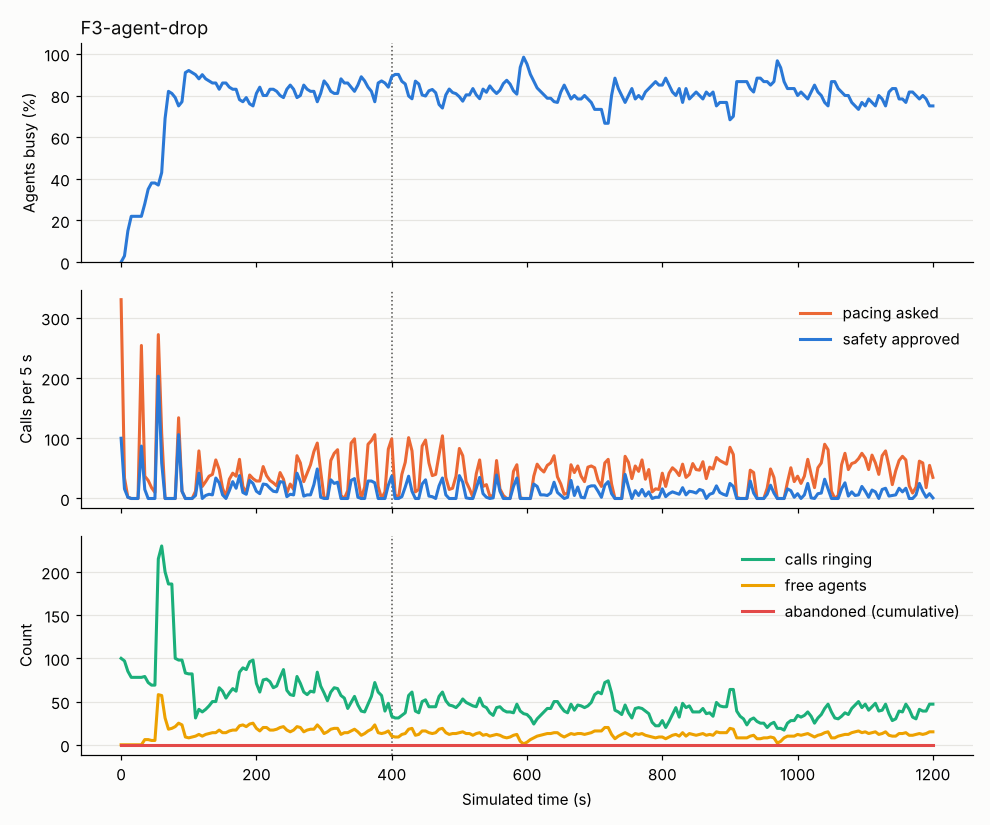 F3-agent-drop
100
80
60
40
20
0
Agents busy (%)
300
200
100
0
Calls per 5 s
pacing asked
safety approved
200
150
100
50
0
Count
calls ringing
free agents
abandoned (cumulative)
0 200 400 600 800 1000 1200
Simulated time (s)